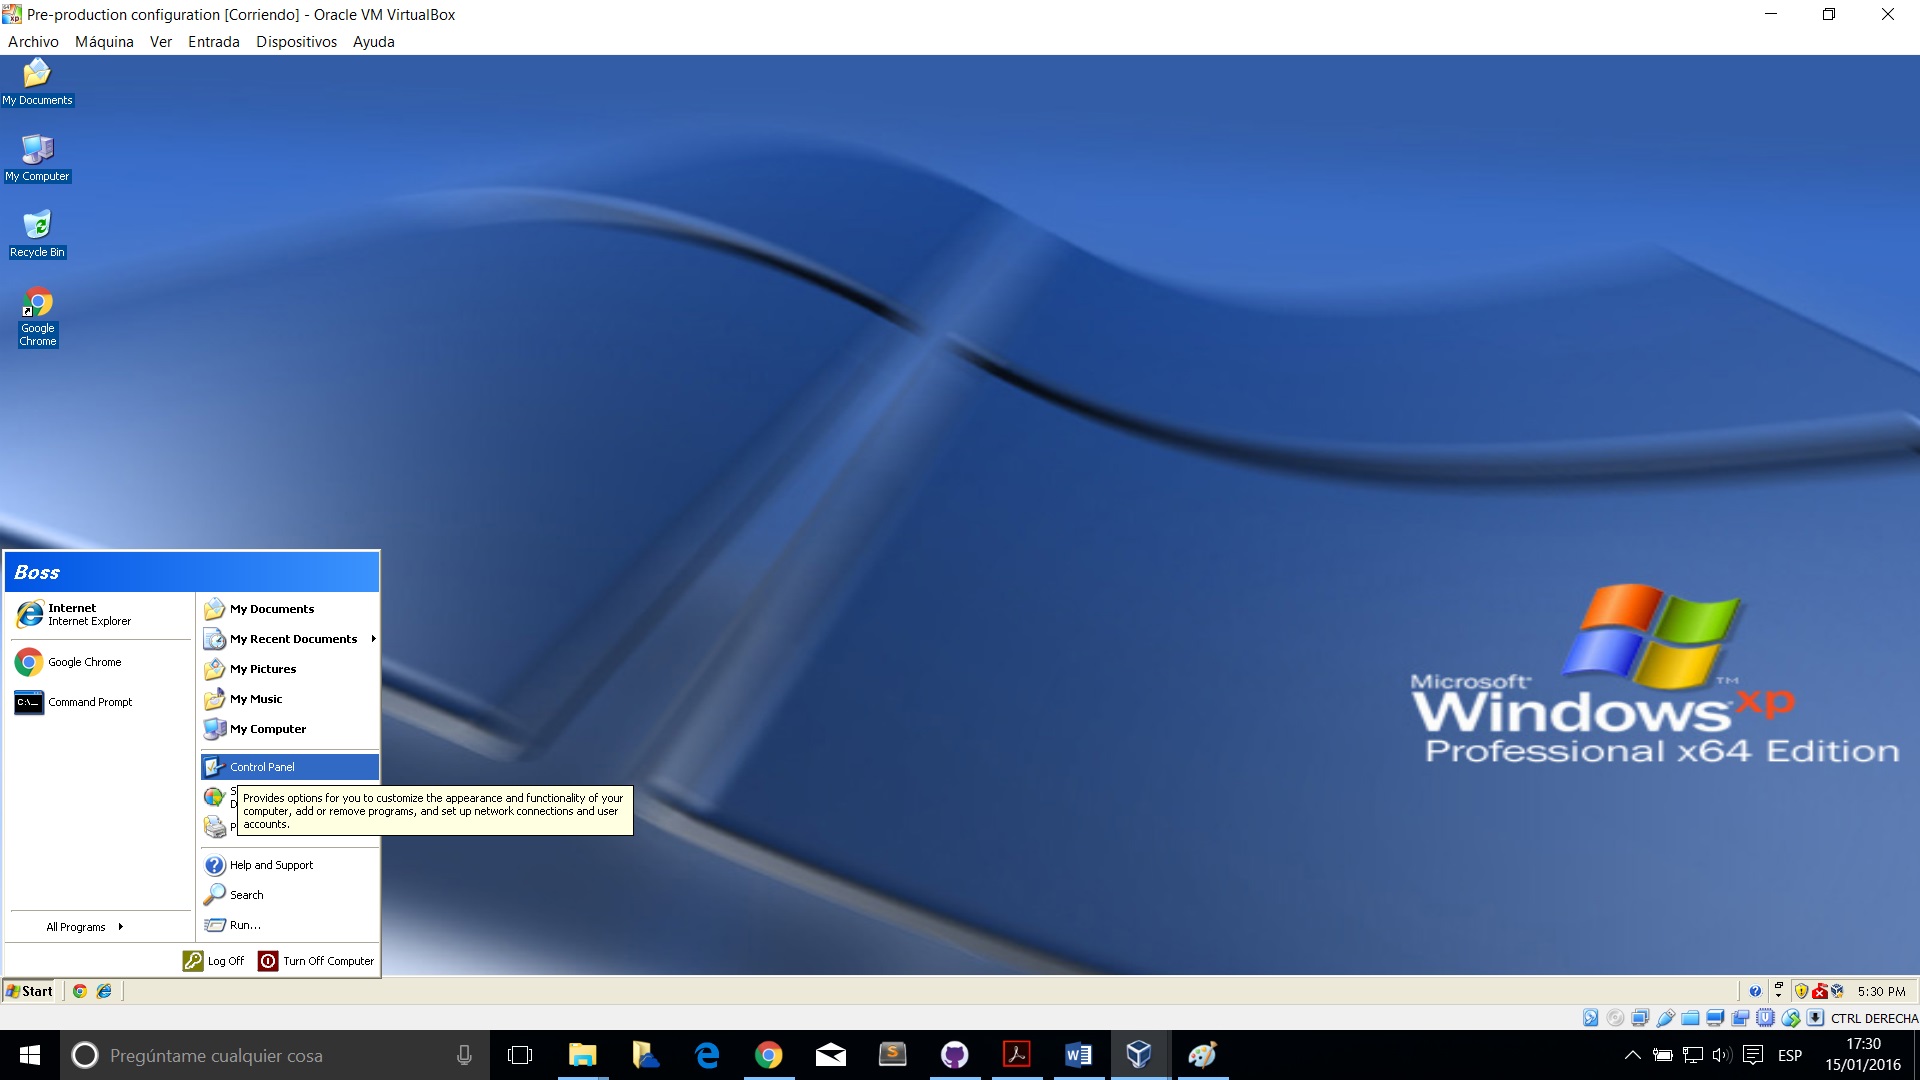 Pre-production configuration [Corriendo] - Oracle VM VirtualBox
Archivo Máquina Ver Entrada Dispositivos Ayuda
My Documents
My Computer
Recycle Bin
Google
Chrome
Microsoft
Windows xp ™
Professional x64 Edition
Boss
Internet
Internet Explorer
Google Chrome
Command Prompt
All Programs
My Documents
My Recent Documents
My Pictures
My Music
My Computer
Control Panel
S
D
P
Provides options for you to customize the appearance and functionality of your
computer, add or remove programs, and set up network connections and user
accounts.
Help and Support
Search
Run...
Log Off Turn Off Computer
Start
5:30 PM
CTRL DERECHA
Pregúntame cualquier cosa
ESP
17:30
15/01/2016